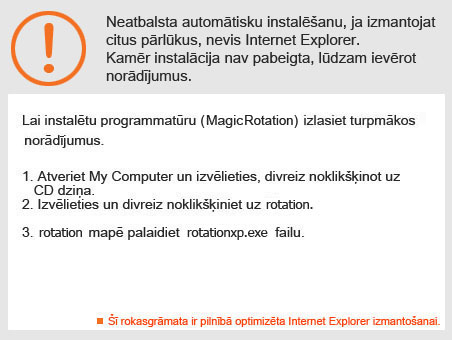 Neatbalsta automātisku instalēšanu, ja izmantojat
citus pārlūkus, nevis Internet Explorer.
Kamēr instalācija nav pabeigta, lūdzam ievērot
norādījumus.
Lai instalētu programmatūru (MagicRotation) izlasiet turpmākos
norādījumus.
1. Atveriet My Computer un izvēlieties, divreiz noklikšķinot uz
CD dziņa.
2. Izvēlieties un divreiz noklikšķiniet uz rotation.
3. rotation mapē palaidiet rotationxp.exe failu.
Šī rokasgrāmata ir pilnībā optimizēta Internet Explorer izmantošanai.